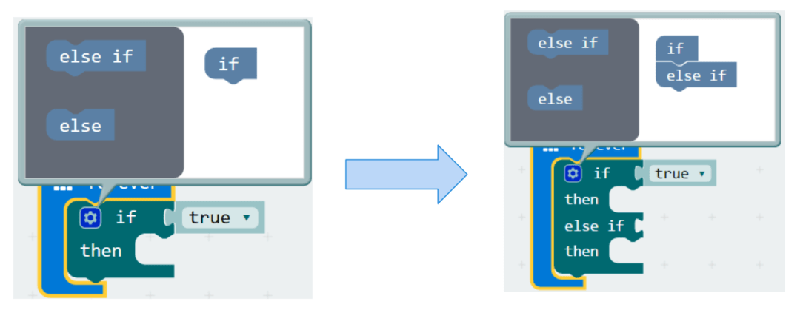 else if
if
else
forever
if
true
then
else if
if
else if
else
forever
if
true
then
else if
then